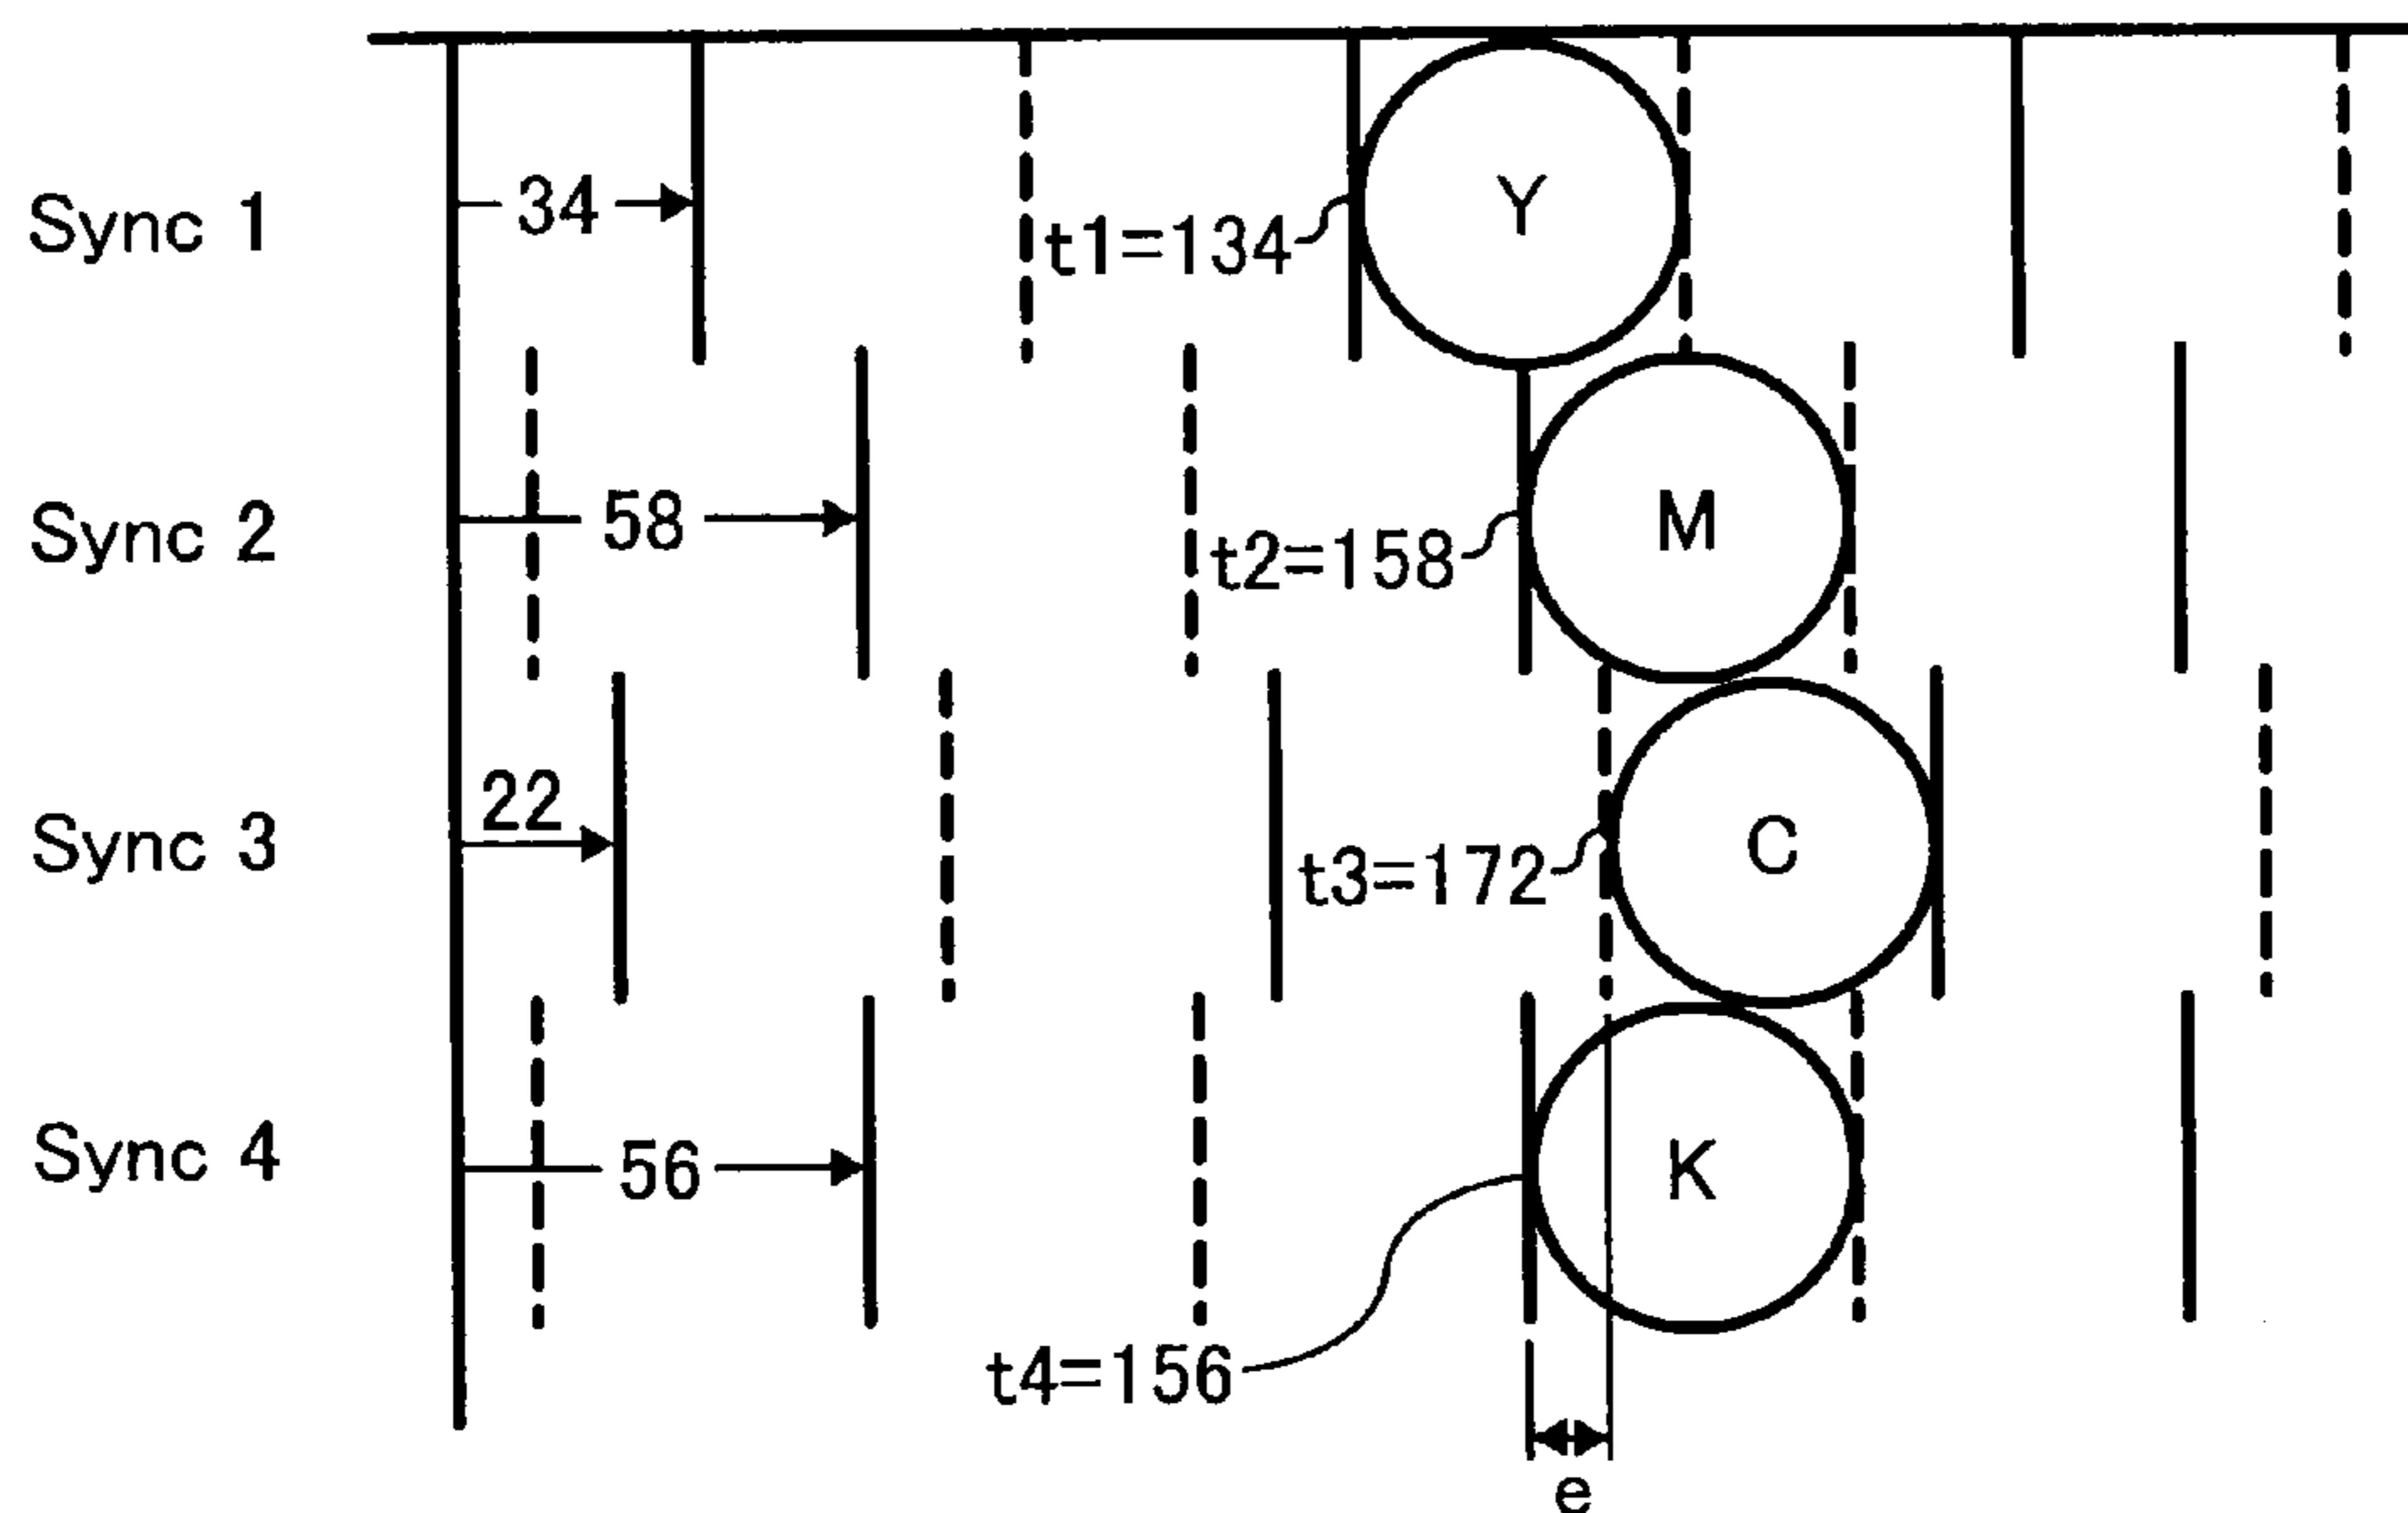 Sync 1
34
t1=134
Y
Sync 2
58
t2=158
M
Sync 3
22
t3=172
C
Sync 4
56
t4=156
K
e